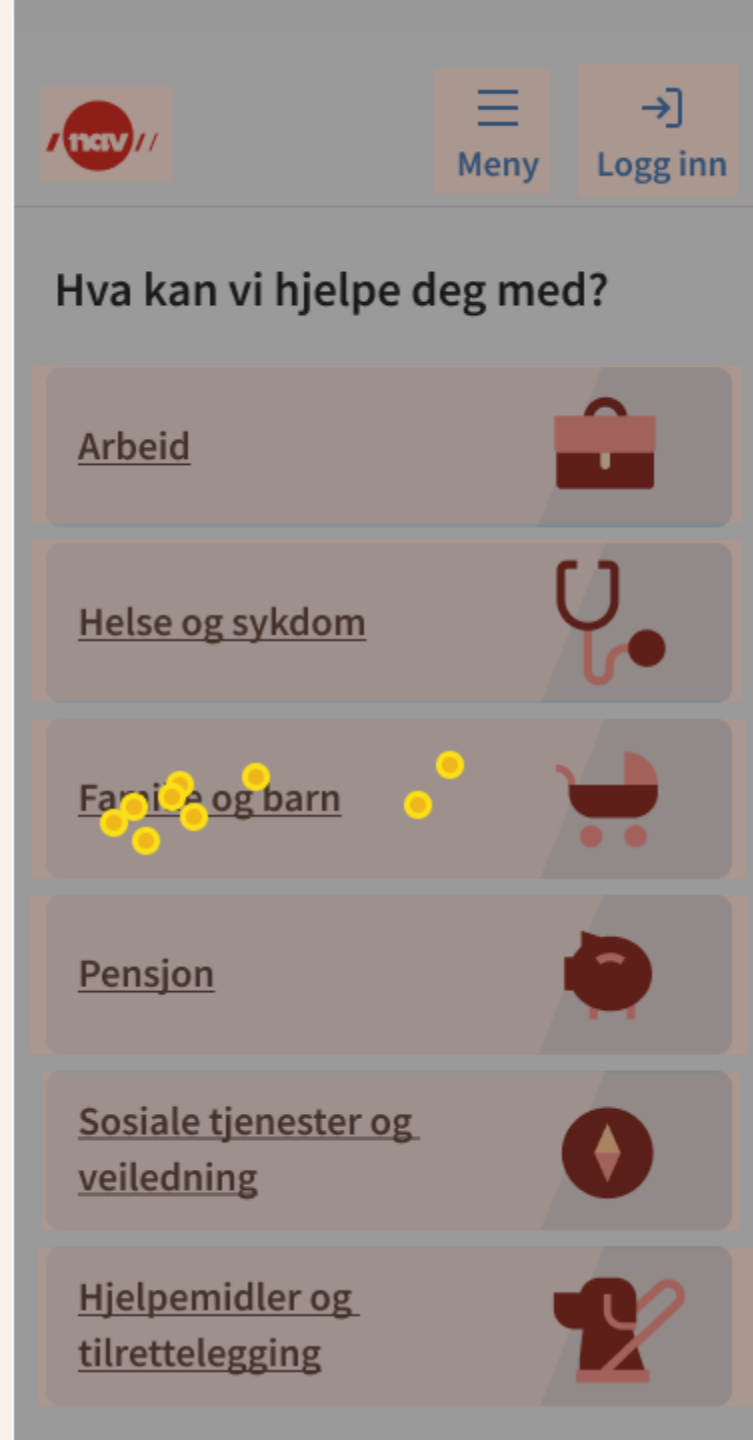 nav
Meny
Logg inn
Hva kan vi hjelpe deg med?
Arbeid
Helse og sykdom
Familie og barn
Pensjon
Sosiale tjenester og
veiledning
Hjelpemidler og
tilrettelegging